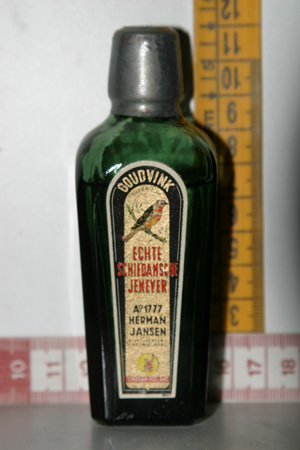 GOUDVINK
ECHTE
SCHIEDAMSCHE
JENEVER
Aº 1777
HERMAN
JANSEN
12
11
10
9
8
7
6
5
4
3
10
11
12
16
17
18